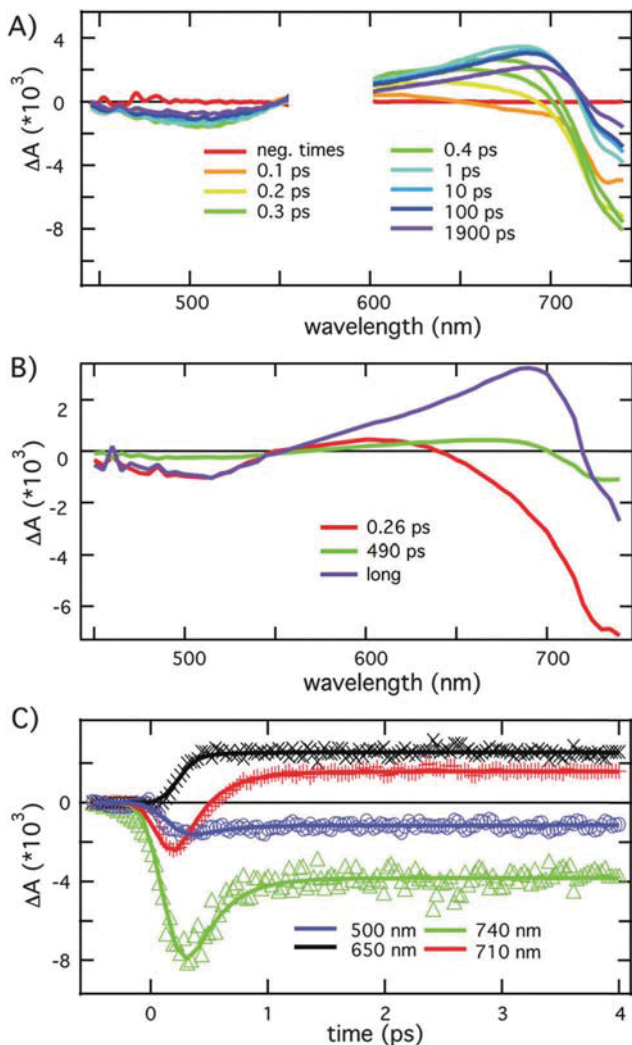 A)
ΔA (*10³)
4
0
-4
-8
neg. times
0.1 ps
0.2 ps
0.3 ps
0.4 ps
1 ps
10 ps
100 ps
1900 ps
500
600
700
wavelength (nm)
B)
ΔA (*10³)
2
0
-2
-4
-6
0.26 ps
490 ps
long
500
600
700
wavelength (nm)
C)
ΔA (*10³)
0
-4
-8
500 nm
650 nm
740 nm
710 nm
0
1
2
3
4
time (ps)